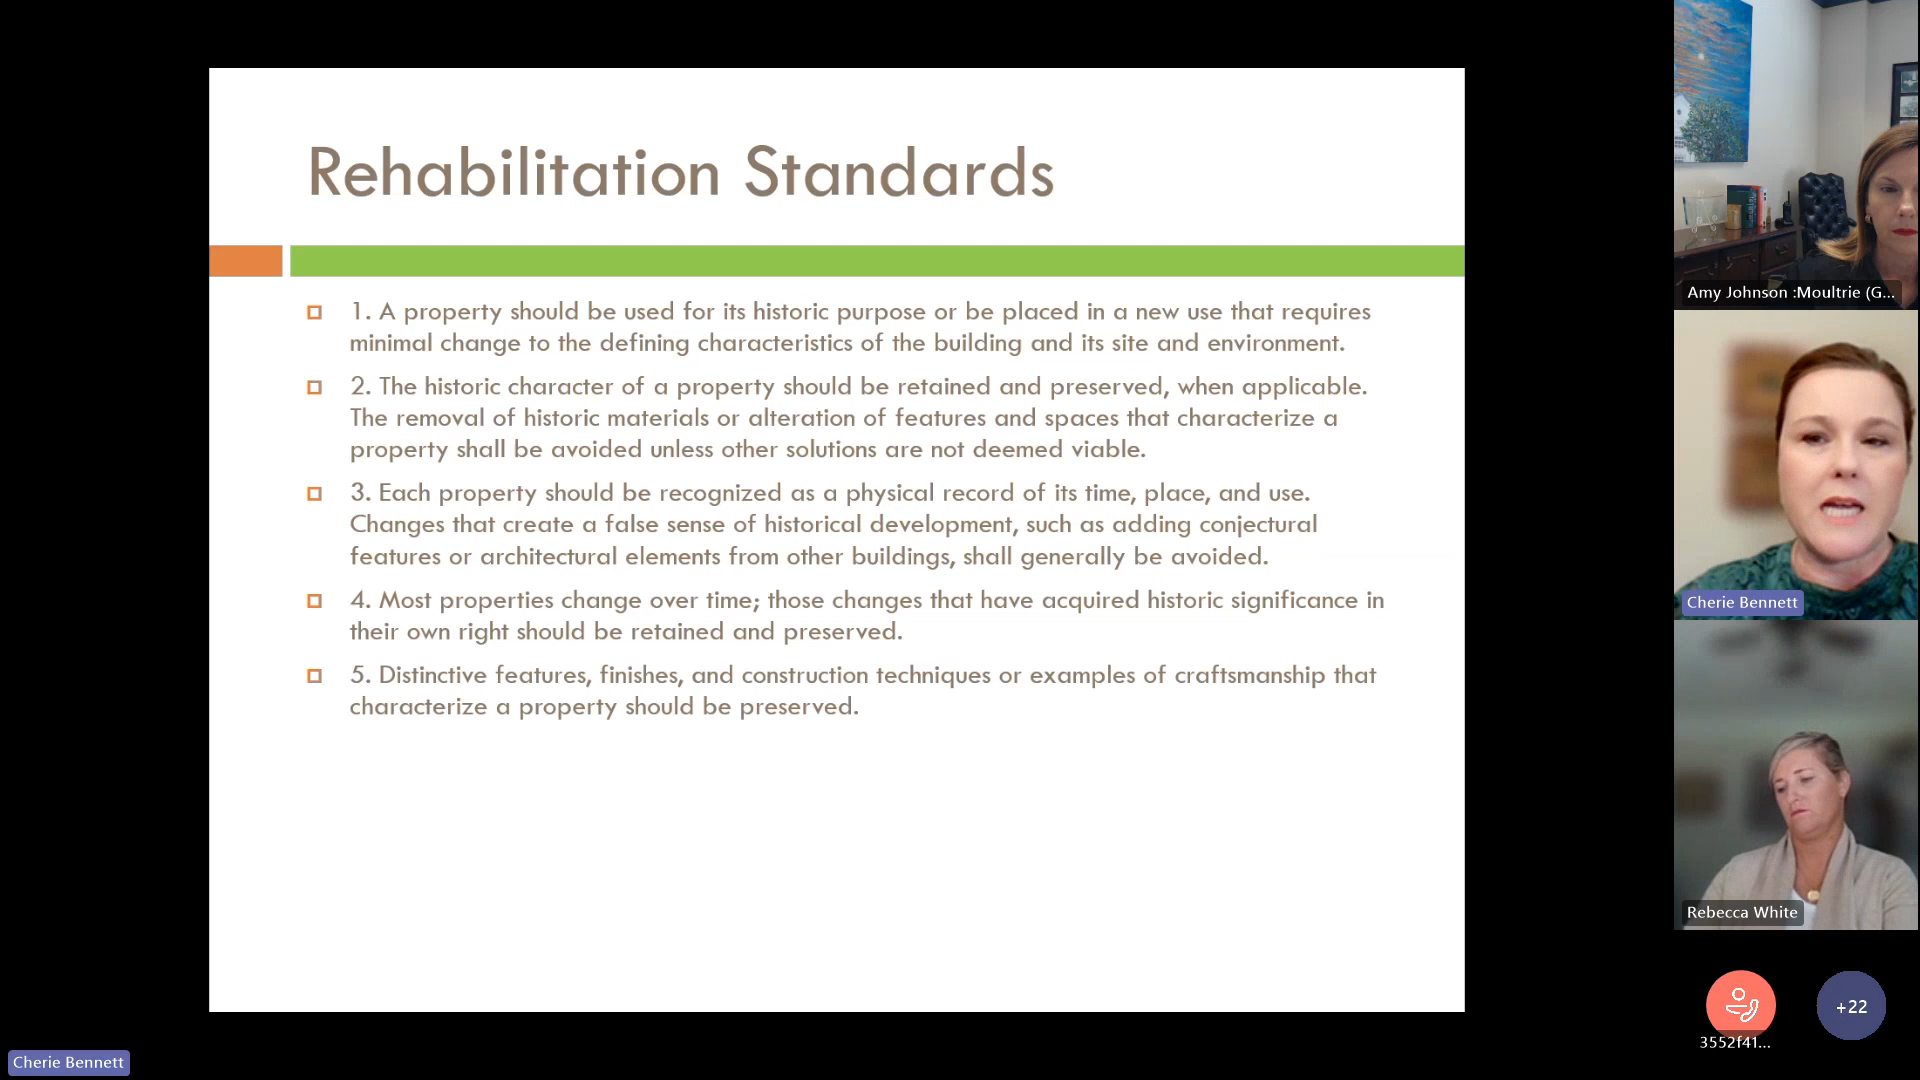 Rehabilitation Standards
1. A property should be used for its historic purpose or be placed in a new use that requires
minimal change to the defining characteristics of the building and its site and environment.
2. The historic character of a property should be retained and preserved, when applicable.
The removal of historic materials or alteration of features and spaces that characterize a
property shall be avoided unless other solutions are not deemed viable.
3. Each property should be recognized as a physical record of its time, place, and use.
Changes that create a false sense of historical development, such as adding conjectural
features or architectural elements from other buildings, shall generally be avoided.
4. Most properties change over time; those changes that have acquired historic significance in
their own right should be retained and preserved.
5. Distinctive features, finishes, and construction techniques or examples of craftsmanship that
characterize a property should be preserved.
Amy Johnson :Moultrie (G...
Cherie Bennett
Rebecca White
3552f41...
+22
Cherie Bennett